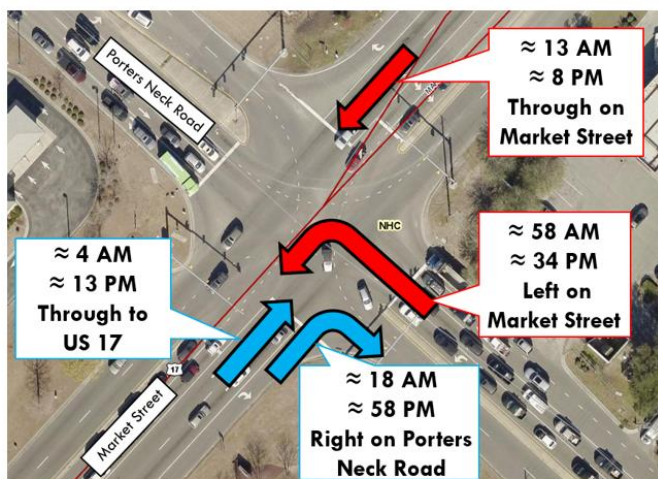 ≈ 13 AM
≈ 8 PM
Through on
Market Street
Porters Neck Road
NHC
≈ 4 AM
≈ 13 PM
Through to
US 17
≈ 58 AM
≈ 34 PM
Left on
Market Street
17
Market Street
≈ 18 AM
≈ 58 PM
Right on Porters
Neck Road